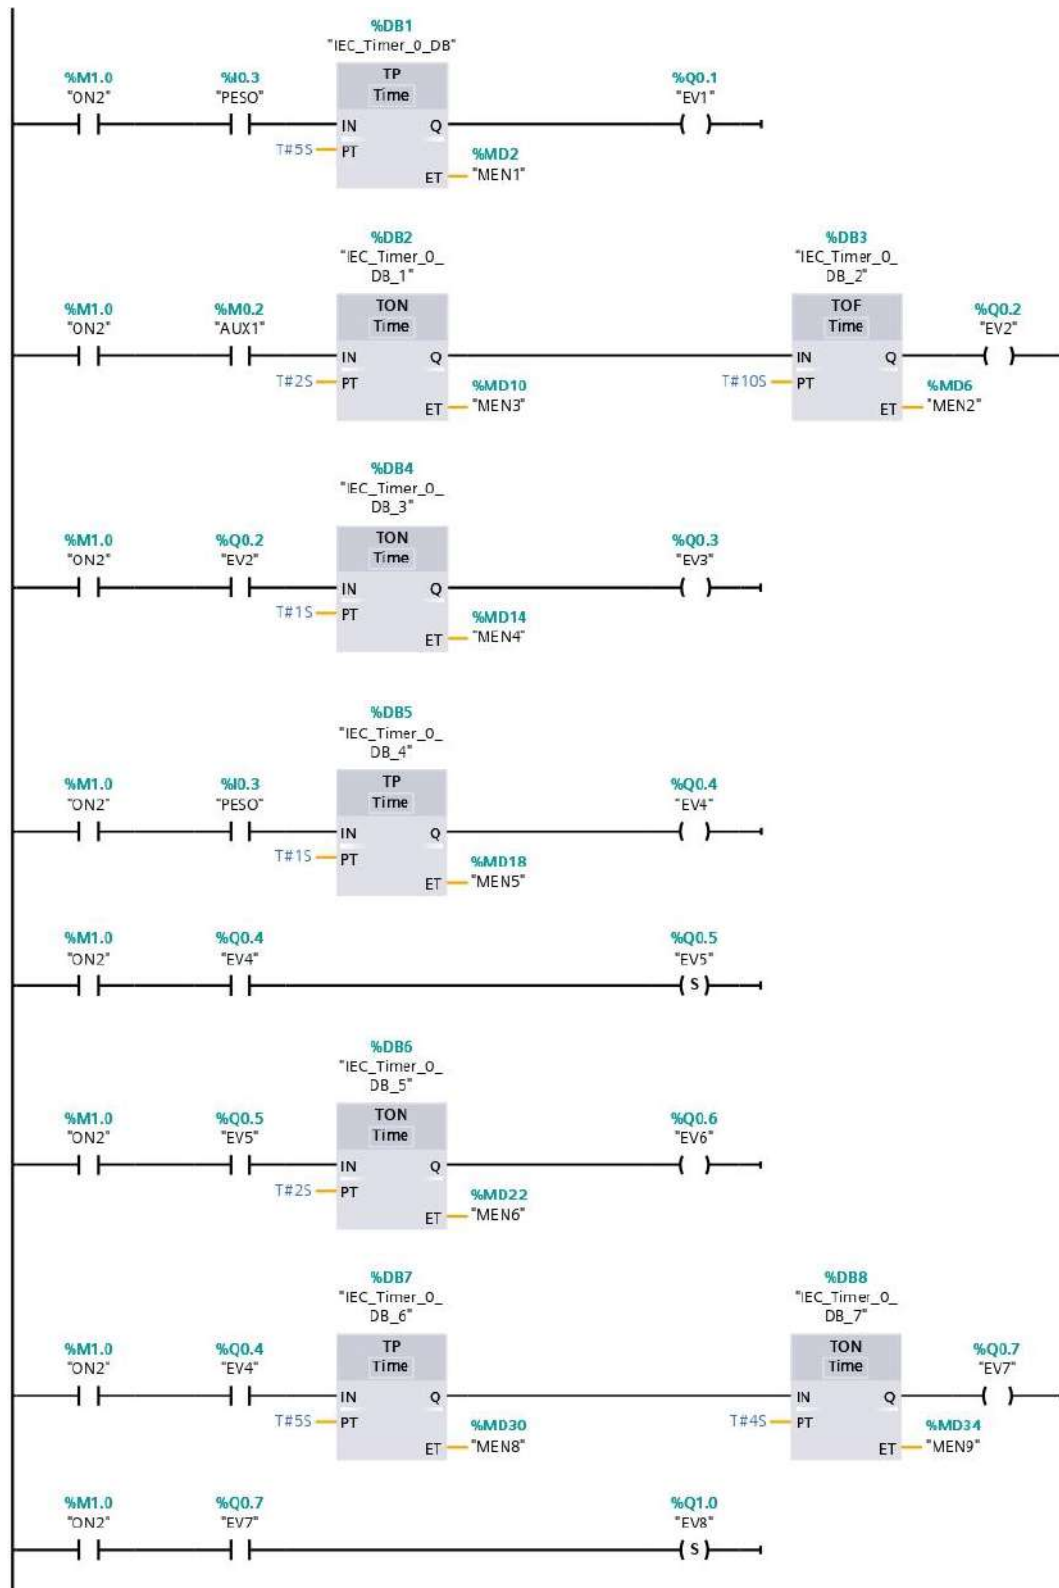 %DB1
"IEC_Timer_0_DB"
%M1.0 %I0.3 TP %Q0.1
"ON2" "PESO" Time "EV1"
IN Q
T#5S PT %MD2
ET "MEN1"
%DB2 %DB3
"IEC_Timer_0_ "IEC_Timer_0_
DB_1" DB_2"
%M1.0 %M0.2 TON TOF %Q0.2
"ON2" "AUX1" Time Time "EV2"
IN Q IN Q
T#2S PT %MD10 T#10S PT %MD6
ET "MEN3" ET "MEN2"
%DB4
"IEC_Timer_0_
DB_3"
%M1.0 %Q0.2 TON %Q0.3
"ON2" "EV2" Time "EV3"
IN Q
T#1S PT %MD14
ET "MEN4"
%DB5
"IEC_Timer_0_
DB_4"
%M1.0 %I0.3 TP %Q0.4
"ON2" "PESO" Time "EV4"
IN Q
T#1S PT %MD18
ET "MEN5"
%M1.0 %Q0.4 %Q0.5
"ON2" "EV4" "EV5"
S
%DB6
"IEC_Timer_0_
DB_5"
%M1.0 %Q0.5 TON %Q0.6
"ON2" "EV5" Time "EV6"
IN Q
T#2S PT %MD22
ET "MEN6"
%DB7 %DB8
"IEC_Timer_0_ "IEC_Timer_0_
DB_6" DB_7"
%M1.0 %Q0.4 TP TON %Q0.7
"ON2" "EV4" Time Time "EV7"
IN Q IN Q
T#5S PT %MD30 T#4S PT %MD34
ET "MEN8" ET "MEN9"
%M1.0 %Q0.7 %Q1.0
"ON2" "EV7" "EV8"
S